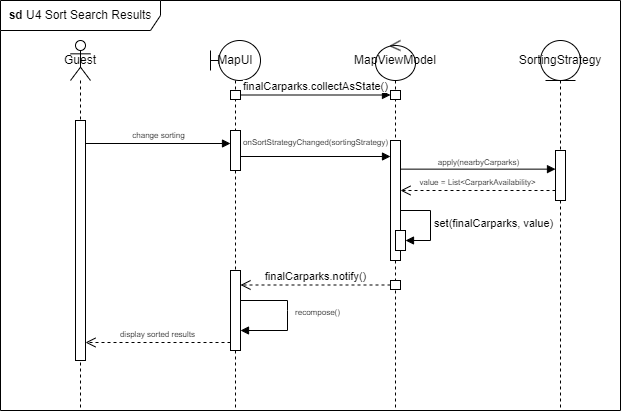 sd U4 Sort Search Results
Guest
MapUI
MapViewModel
SortingStrategy
finalCarparks.collectAsState()
change sorting
onSortStrategyChanged(sortingStrategy)
apply(nearbyCarparks)
value = List<CarparkAvailability>
set(finalCarparks, value)
finalCarparks.notify()
recompose()
display sorted results